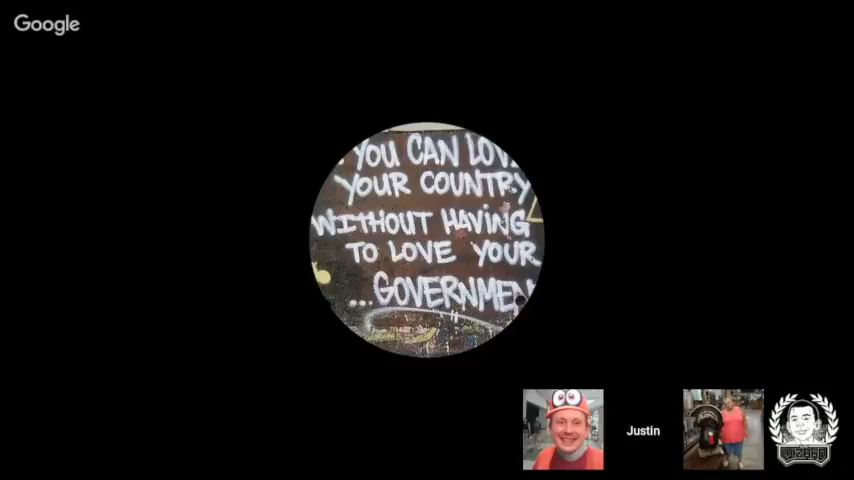 Google
YOU CAN LOV
YOUR COUNTRY
WITHOUT HAVING
TO LOVE YOUR
...GOVERNMEN
Justin